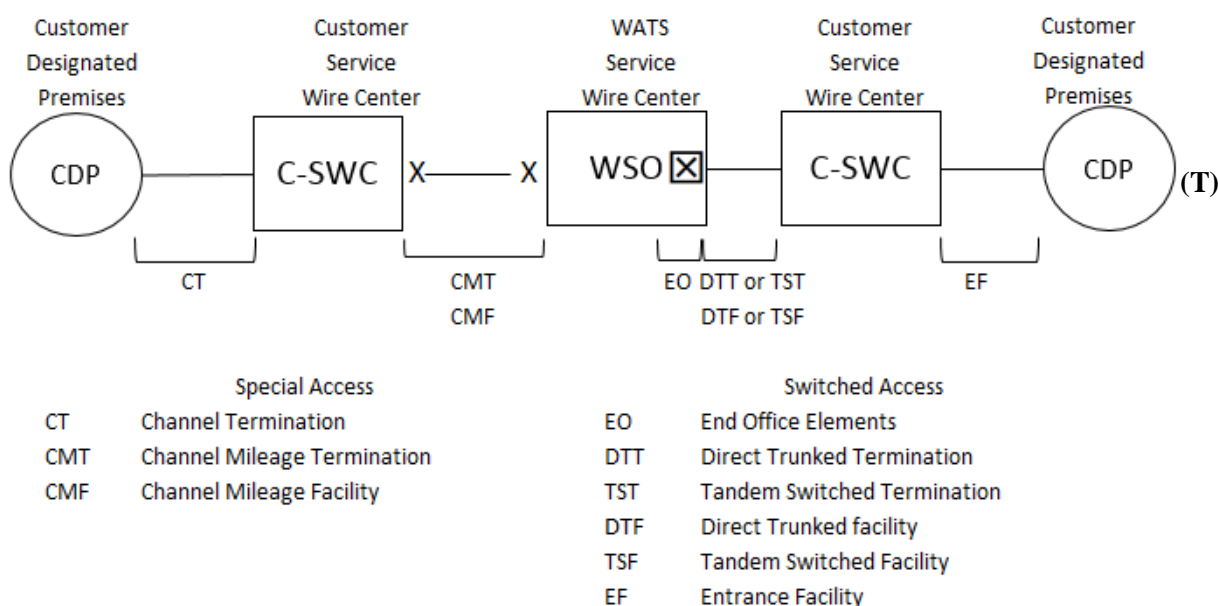 Customer Customer WATS Customer Customer
Designated Service Service Service Designated
Premises Wire Center Wire Center Wire Center Premises
CDP C-SWC X X WSO X C-SWC CDP (T)
CT CMT EO DTT or TST EF
CMF DTF or TSF
Special Access Switched Access
CT Channel Termination EO End Office Elements
CMT Channel Mileage Termination DTT Direct Trunked Termination
CMF Channel Mileage Facility TST Tandem Switched Termination
DTF Direct Trunked facility
TSF Tandem Switched Facility
EF Entrance Facility